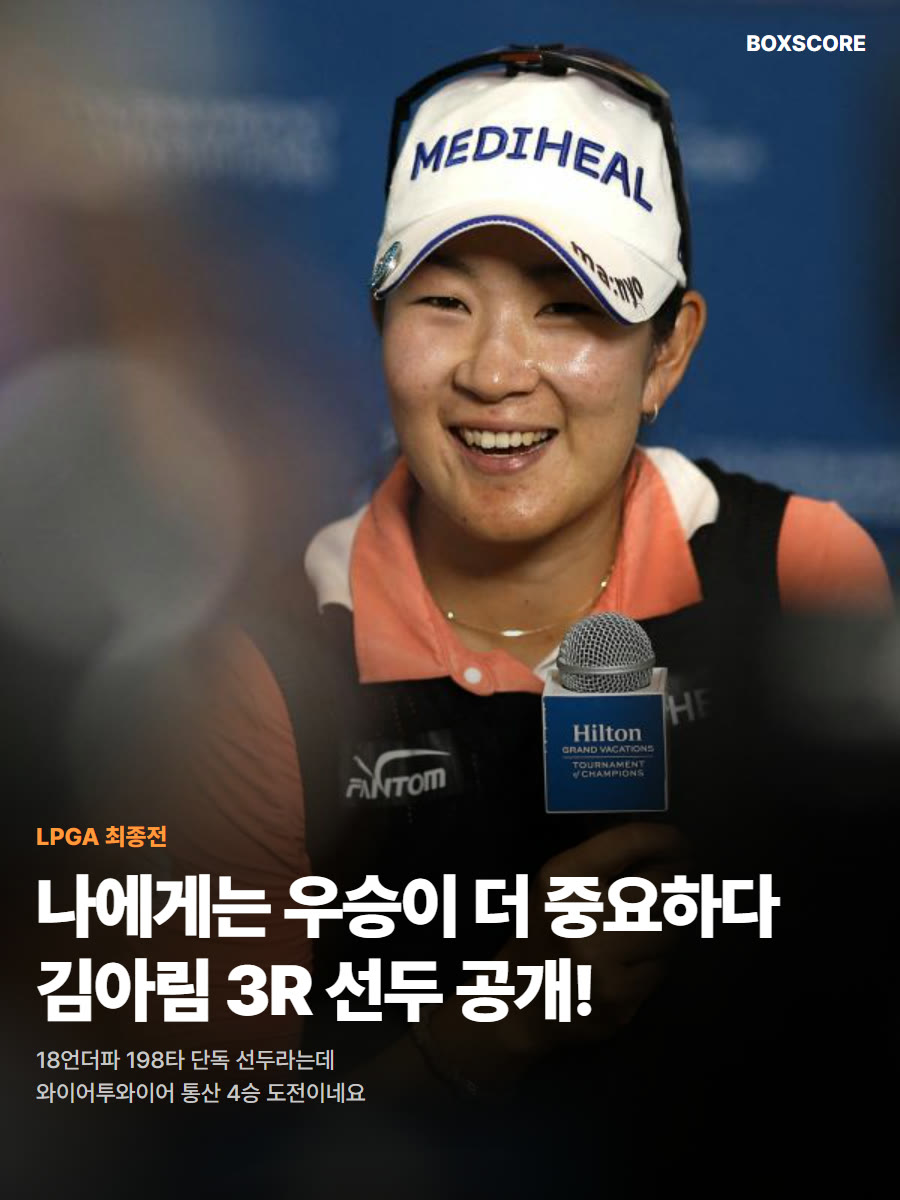 BOXSCORE
MEDIHEAL
ma:nyo
Hilton
GRAND VACATIONS
TOURNAMENT
of CHAMPIONS
FANTOM
LPGA 최종전
나에게는 우승이 더 중요하다
김아림 3R 선두 공개!
18언더파 198타 단독 선두라는데
와이어투와이어 통산 4승 도전이네요